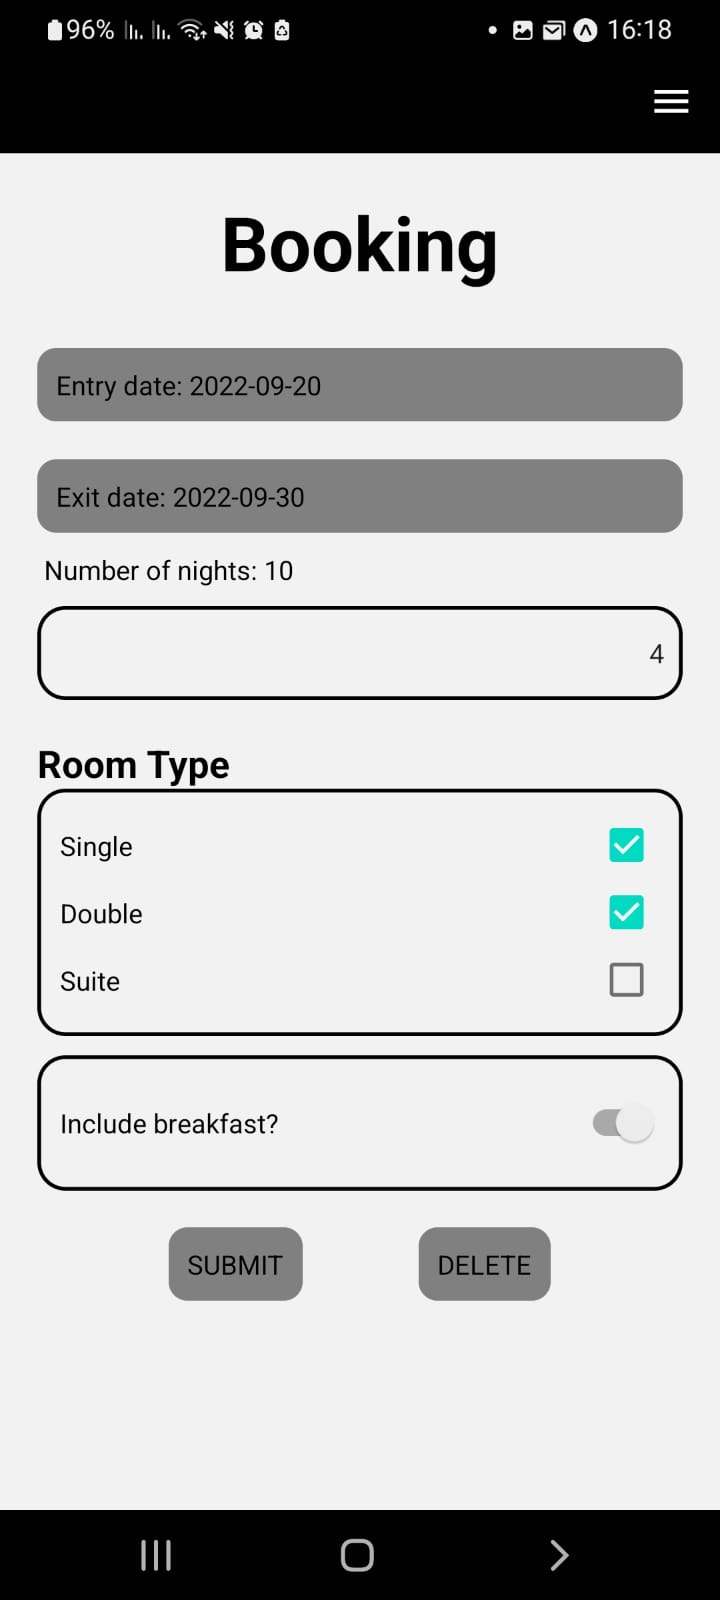 96% 16:18
Booking
Entry date: 2022-09-20
Exit date: 2022-09-30
Number of nights: 10
4
Room Type
Single
Double
Suite
Include breakfast?
SUBMIT DELETE